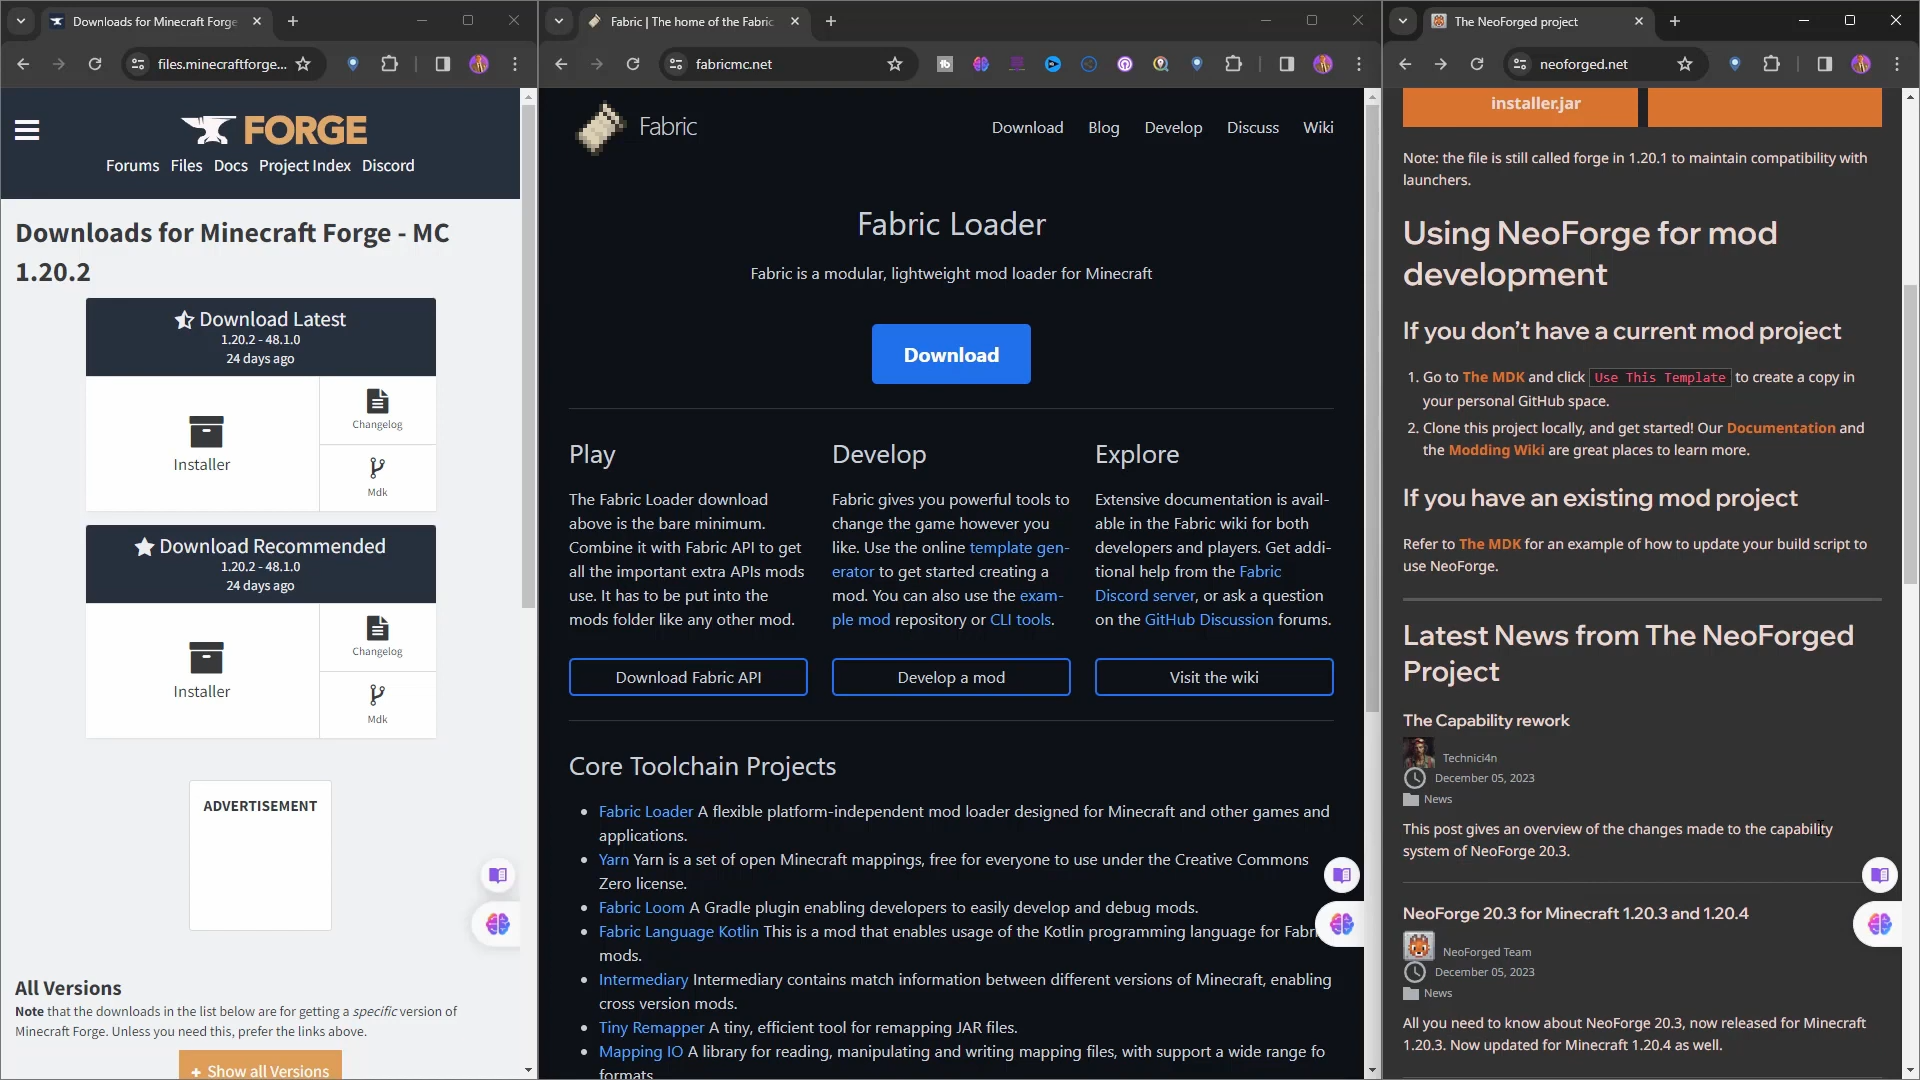 Downloads for Minecraft Forge
files.minecraftforge...
FORGE
Forums Files Docs Project Index Discord
Downloads for Minecraft Forge - MC
1.20.2
Download Latest
1.20.2 - 48.1.0
24 days ago
Installer
Changelog
Mdk
Download Recommended
1.20.2 - 48.1.0
24 days ago
Installer
Changelog
Mdk
ADVERTISEMENT
All Versions
Note that the downloads in the list below are for getting a specific version of
Minecraft Forge. Unless you need this, prefer the links above.
+ Show all Versions
Fabric | The home of the Fabric
fabricmc.net
Fabric
Download Blog Develop Discuss Wiki
Fabric Loader
Fabric is a modular, lightweight mod loader for Minecraft
Download
Play
The Fabric Loader download
above is the bare minimum.
Combine it with Fabric API to get
all the important extra APIs mods
use. It has to be put into the
mods folder like any other mod.
Download Fabric API
Develop
Fabric gives you powerful tools to
change the game however you
like. Use the online template gen-
erator to get started creating a
mod. You can also use the exam-
ple mod repository or CLI tools.
Develop a mod
Explore
Extensive documentation is avail-
able in the Fabric wiki for both
developers and players. Get addi-
tional help from the Fabric
Discord server, or ask a question
on the GitHub Discussion forums.
Visit the wiki
Core Toolchain Projects
Fabric Loader A flexible platform-independent mod loader designed for Minecraft and other games and
applications.
Yarn Yarn is a set of open Minecraft mappings, free for everyone to use under the Creative Commons
Zero license.
Fabric Loom A Gradle plugin enabling developers to easily develop and debug mods.
Fabric Language Kotlin This is a mod that enables usage of the Kotlin programming language for Fabr
mods.
Intermediary Intermediary contains match information between different versions of Minecraft, enabling
cross version mods.
Tiny Remapper A tiny, efficient tool for remapping JAR files.
Mapping IO A library for reading, manipulating and writing mapping files, with support a wide range fo
formats
The NeoForged project
neoforged.net
installer.jar
Note: the file is still called forge in 1.20.1 to maintain compatibility with
launchers.
Using NeoForge for mod
development
If you don't have a current mod project
1. Go to The MDK and click Use This Template to create a copy in
your personal GitHub space.
2. Clone this project locally, and get started! Our Documentation and
the Modding Wiki are great places to learn more.
If you have an existing mod project
Refer to The MDK for an example of how to update your build script to
use NeoForge.
Latest News from The NeoForged
Project
The Capability rework
Technici4n
December 05, 2023
News
This post gives an overview of the changes made to the capability
system of NeoForge 20.3.
NeoForge 20.3 for Minecraft 1.20.3 and 1.20.4
NeoForged Team
December 05, 2023
News
All you need to know about NeoForge 20.3, now released for Minecraft
1.20.3. Now updated for Minecraft 1.20.4 as well.